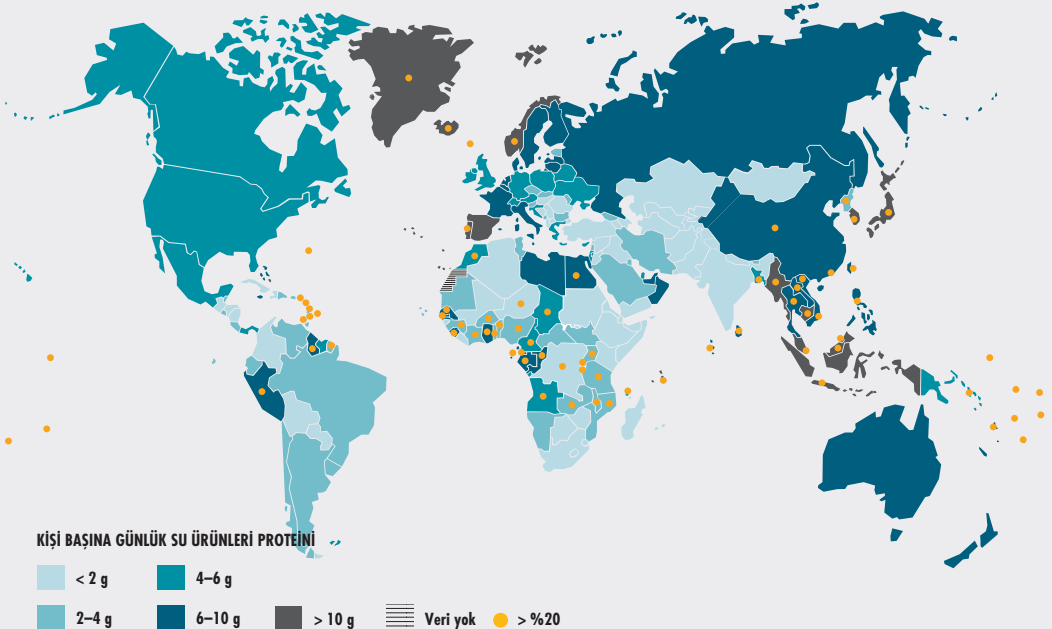 KİŞİ BAŞINA GÜNLÜK SU ÜRÜNLERİ PROTEİNİ
< 2 g
4–6 g
2–4 g
6–10 g
> 10 g
Veri yok
> %20